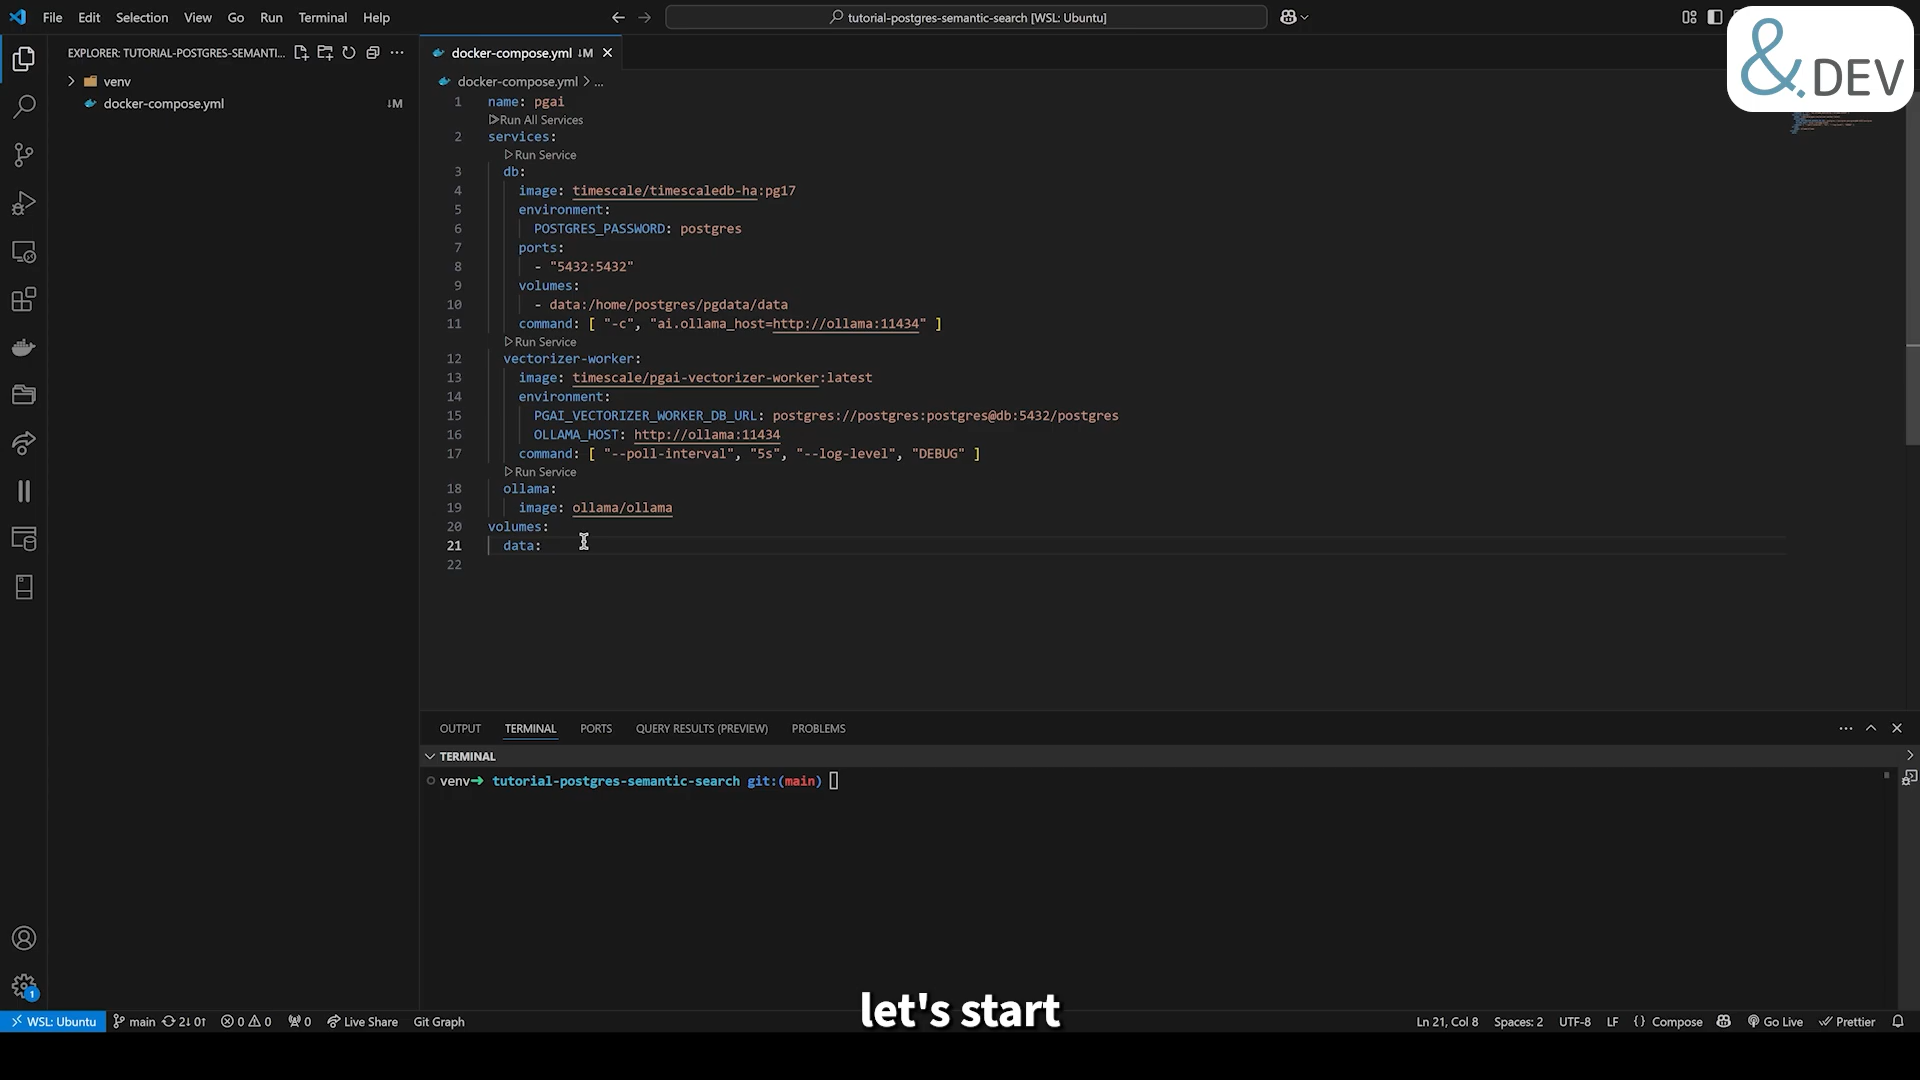 File Edit Selection View Go Run Terminal Help
tutorial-postgres-semantic-search [WSL: Ubuntu]
&.DEV
EXPLORER: TUTORIAL-POSTGRES-SEMANTI...
venv
docker-compose.yml ↓M
docker-compose.yml ↓M
docker-compose.yml > ...
1 name: pgai
Run All Services
2 services:
Run Service
3 db:
4 image: timescale/timescaledb-ha:pg17
5 environment:
6 POSTGRES_PASSWORD: postgres
7 ports:
8 - "5432:5432"
9 volumes:
10 - data:/home/postgres/pgdata/data
11 command: [ "-c", "ai.ollama_host=http://ollama:11434" ]
Run Service
12 vectorizer-worker:
13 image: timescale/pgai-vectorizer-worker:latest
14 environment:
15 PGAI_VECTORIZER_WORKER_DB_URL: postgres://postgres:postgres@db:5432/postgres
16 OLLAMA_HOST: http://ollama:11434
17 command: [ "--poll-interval", "5s", "--log-level", "DEBUG" ]
Run Service
18 ollama:
19 image: ollama/ollama
20 volumes:
21 data:
22
OUTPUT TERMINAL PORTS QUERY RESULTS (PREVIEW) PROBLEMS
TERMINAL
venv→ tutorial-postgres-semantic-search git:(main)
let's start
1
WSL: Ubuntu main 2↓ 0↑ 0 0 0 Live Share Git Graph Ln 21, Col 8 Spaces: 2 UTF-8 LF {} Compose Go Live Prettier